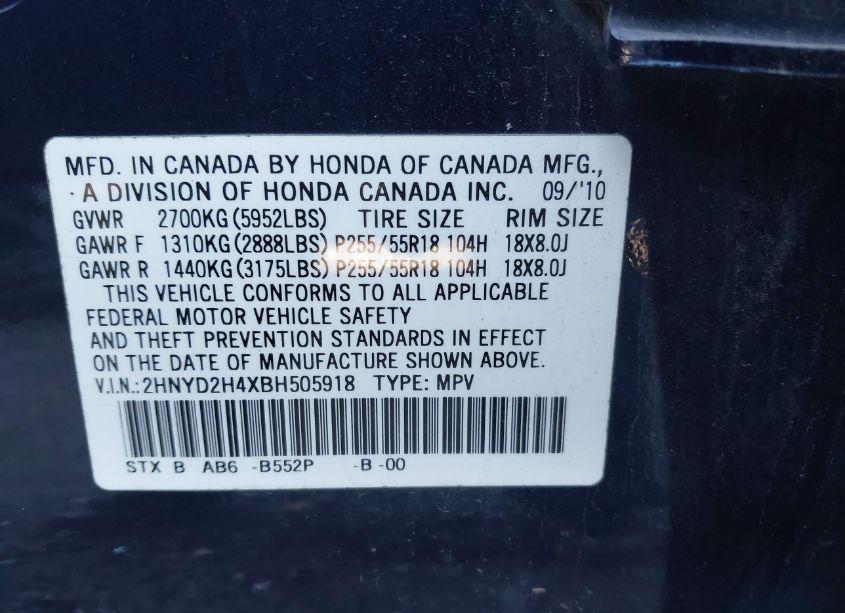 MFD. IN CANADA BY HONDA OF CANADA MFG.,
A DIVISION OF HONDA CANADA INC. 09/'10
GVWR 2700KG (5952LBS) TIRE SIZE RIM SIZE
GAWR F 1310KG (2888LBS) P255/55R18 104H 18X8.0J
GAWR R 1440KG (3175LBS) P255/55R18 104H 18X8.0J
THIS VEHICLE CONFORMS TO ALL APPLICABLE
FEDERAL MOTOR VEHICLE SAFETY
AND THEFT PREVENTION STANDARDS IN EFFECT
ON THE DATE OF MANUFACTURE SHOWN ABOVE.
V.I.N.:2HNYD2H4XBH505918 TYPE: MPV
STX B AB6 -B552P -B -00